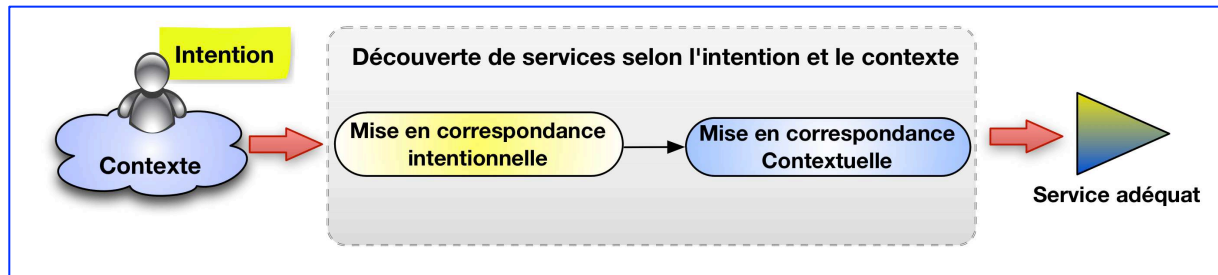 Intention
Contexte
Découverte de services selon l'intention et le contexte
Mise en correspondance
intentionnelle
Mise en correspondance
Contextuelle
Service adéquat